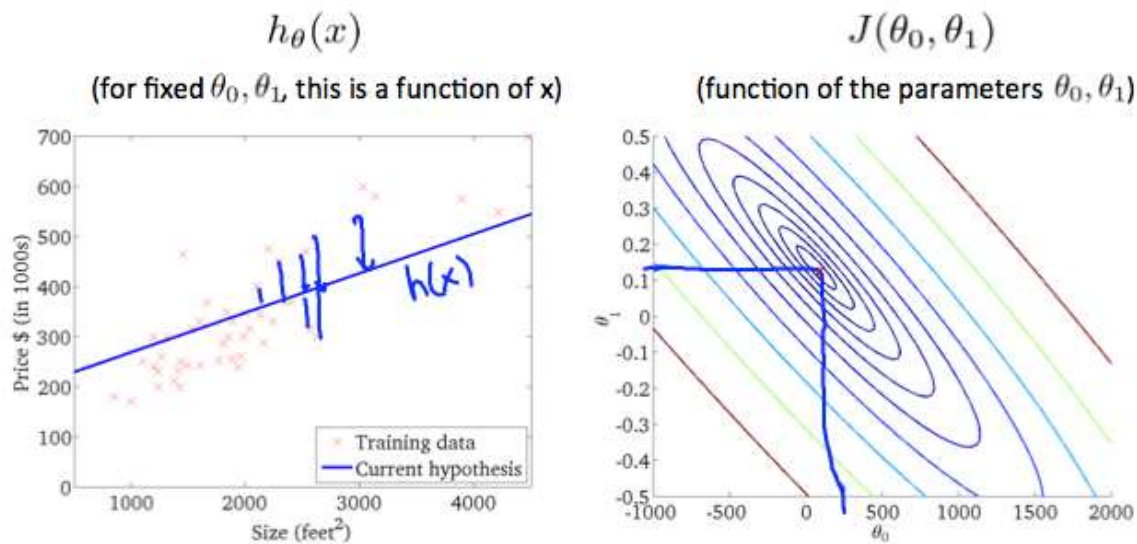 h_θ(x)
(for fixed θ₀, θ₁, this is a function of x)
700
600
500
400
300
200
100
0
Price $ (in 1000s)
h(x)
Training data
Current hypothesis
1000
2000
3000
4000
Size (feet²)
J(θ₀, θ₁)
(function of the parameters θ₀, θ₁)
0.5
0.4
0.3
0.2
0.1
0
-0.1
-0.2
-0.3
-0.4
-0.5
θ₁
-1000
-500
0
500
1000
1500
2000
θ₀